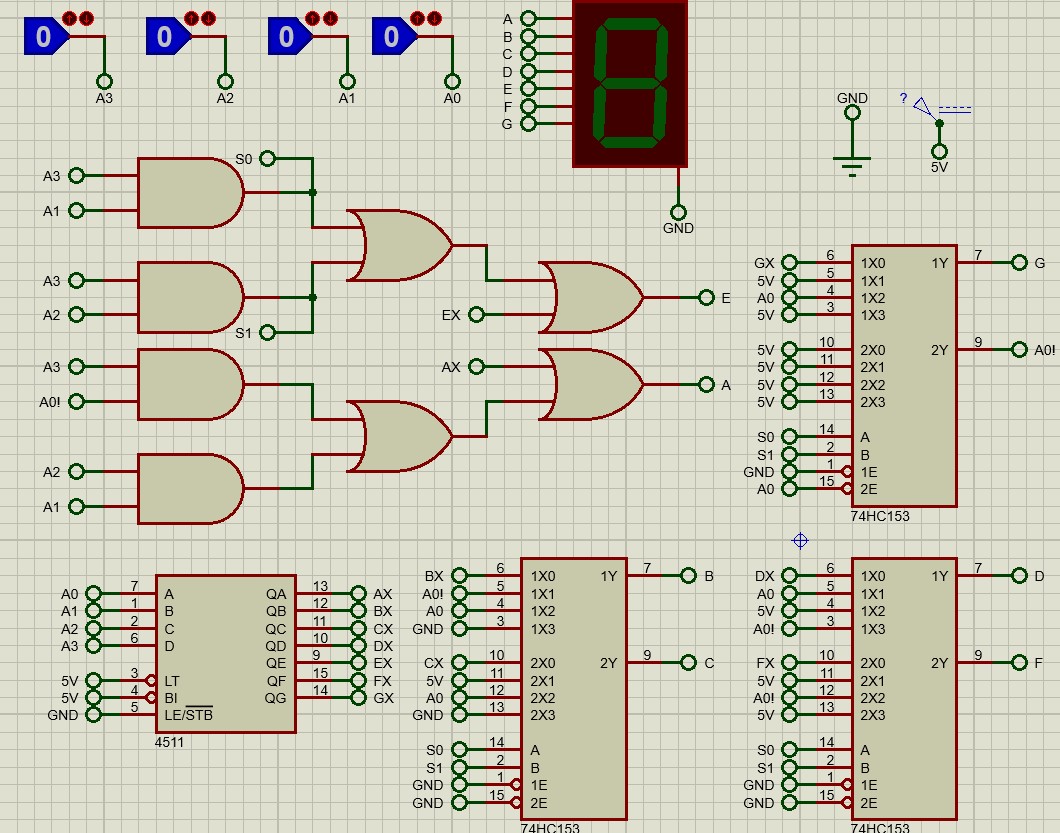 0 0 0 0
A3 A2 A1 A0
A
B
C
D
E
F
G
GND
GND
?
5V
A3
A1
S0
A3
A2
S1
A3
A0!
A2
A1
EX
E
AX
A
GX 6 1X0 1Y 7 G
5V 5 1X1
A0 4 1X2
5V 3 1X3
5V 10 2X0 2Y 9 A0!
5V 11 2X1
5V 12 2X2
5V 13 2X3
S0 14 A
S1 2 B
GND 1 1E
A0 15 2E
74HC153
A0 7 A QA 13 AX
A1 1 B QB 12 BX
A2 2 C QC 11 CX
A3 6 D QD 10 DX
QE 9 EX
5V 3 LT QF 15 FX
5V 4 BI QG 14 GX
GND 5 LE/STB
4511
BX 6 1X0 1Y 7 B
A0! 5 1X1
A0 4 1X2
GND 3 1X3
CX 10 2X0 2Y 9 C
5V 11 2X1
A0 12 2X2
GND 13 2X3
S0 14 A
S1 2 B
GND 1 1E
GND 15 2E
74HC153
DX 6 1X0 1Y 7 D
A0 5 1X1
5V 4 1X2
A0! 3 1X3
FX 10 2X0 2Y 9 F
5V 11 2X1
A0! 12 2X2
5V 13 2X3
S0 14 A
S1 2 B
GND 1 1E
GND 15 2E
74HC153